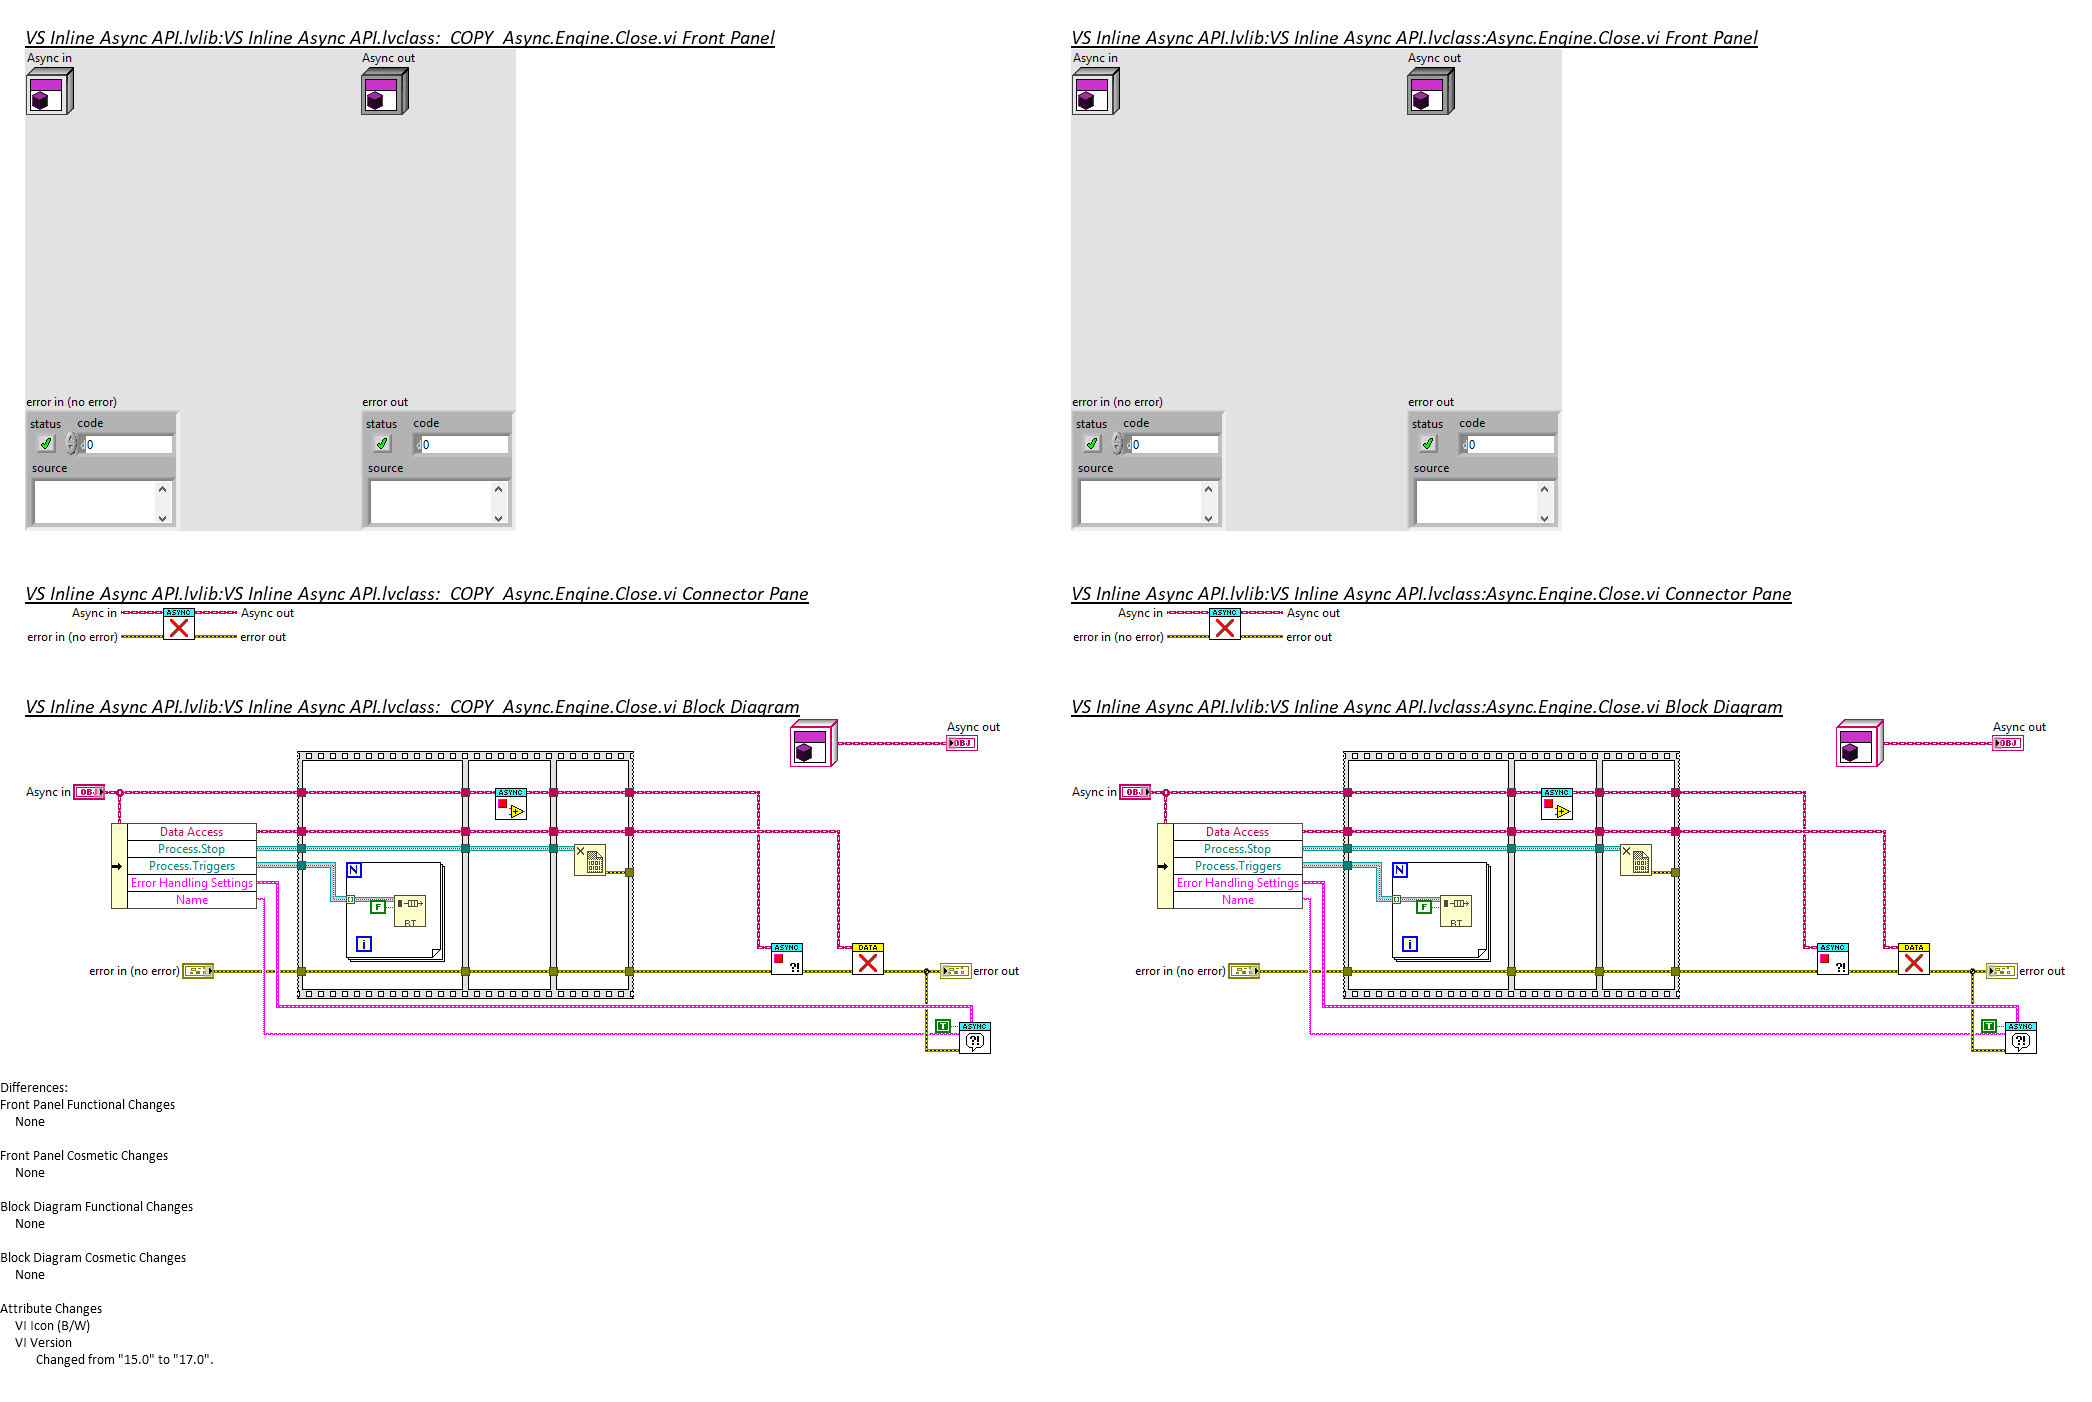 VS Inline Async API.lvlib:VS Inline Async API.lvclass:  COPY  Async.Engine.Close.vi Front Panel
Async in
Async out
error in (no error)
status
code
0
source
error out
status
code
0
source
VS Inline Async API.lvlib:VS Inline Async API.lvclass:Async.Engine.Close.vi Front Panel
Async in
Async out
error in (no error)
status
code
0
source
error out
status
code
0
source
VS Inline Async API.lvlib:VS Inline Async API.lvclass:  COPY  Async.Engine.Close.vi Connector Pane
Async in
ASYNC
Async out
error in (no error)
error out
VS Inline Async API.lvlib:VS Inline Async API.lvclass:Async.Engine.Close.vi Connector Pane
Async in
ASYNC
Async out
error in (no error)
error out
VS Inline Async API.lvlib:VS Inline Async API.lvclass:  COPY  Async.Engine.Close.vi Block Diagram
Async out
OBJ
Async in
OBJ
ASYNC
Data Access
Process.Stop
Process.Triggers
Error Handling Settings
Name
N
F
RT
i
ASYNC
?!
DATA
error in (no error)
error out
T
ASYNC
?!
VS Inline Async API.lvlib:VS Inline Async API.lvclass:Async.Engine.Close.vi Block Diagram
Async out
OBJ
Async in
OBJ
ASYNC
Data Access
Process.Stop
Process.Triggers
Error Handling Settings
Name
N
F
RT
i
ASYNC
?!
DATA
error in (no error)
error out
T
ASYNC
?!
Differences:
Front Panel Functional Changes
None
Front Panel Cosmetic Changes
None
Block Diagram Functional Changes
None
Block Diagram Cosmetic Changes
None
Attribute Changes
VI Icon (B/W)
VI Version
Changed from "15.0" to "17.0".